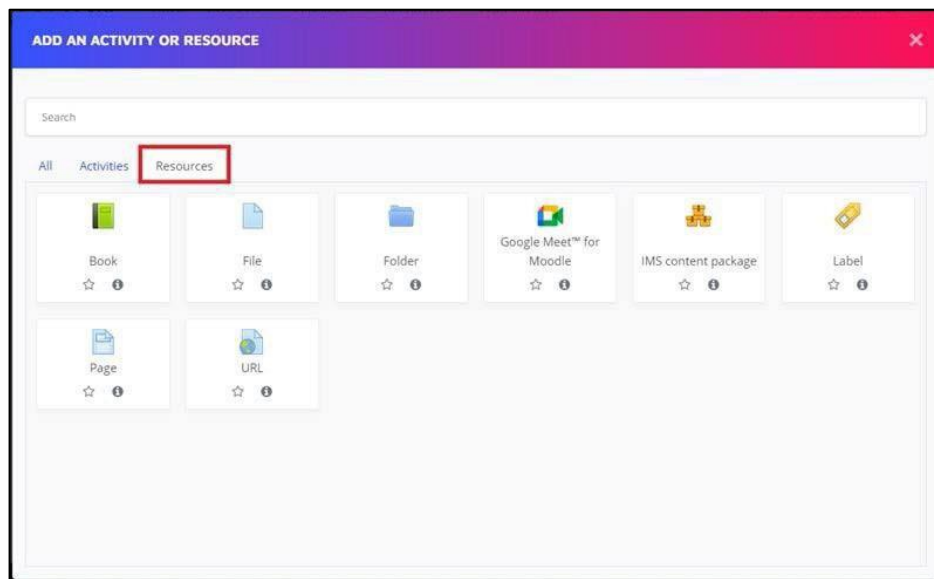 ADD AN ACTIVITY OR RESOURCE
Search
All Activities Resources
Book
File
Folder
Google Meet™ for
Moodle
IMS content package
Label
Page
URL